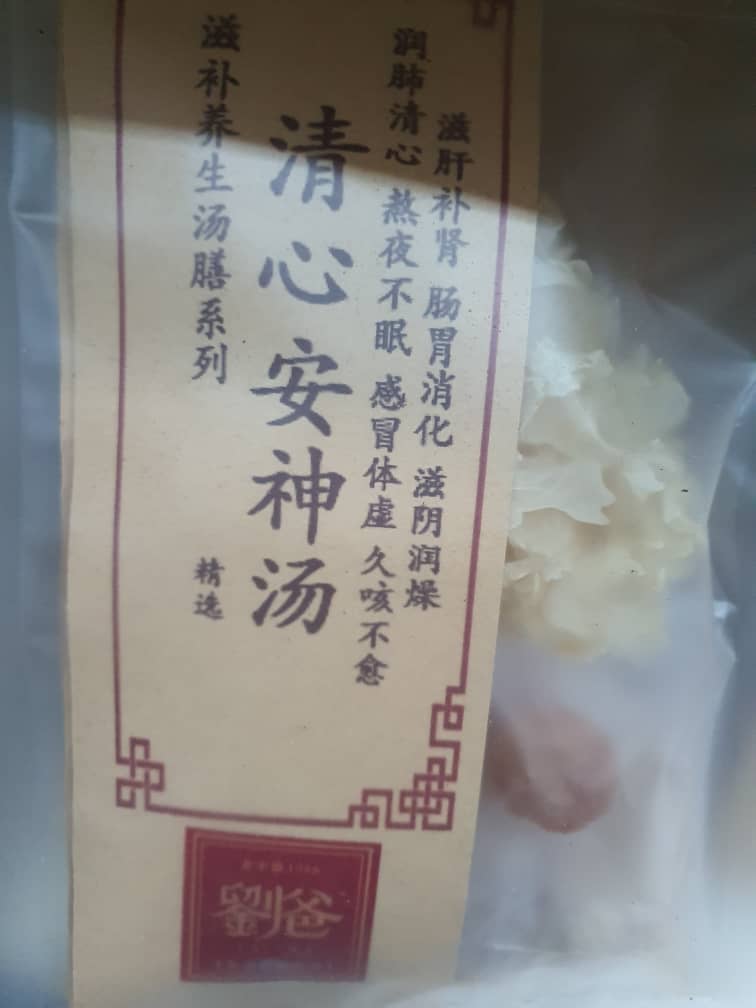 滋肝补肾 肠胃消化 滋阴润燥
润肺清心 熬夜不眠 感冒体虚 久咳不愈
清心安神汤
滋补养生汤膳系列
精选
劉爸